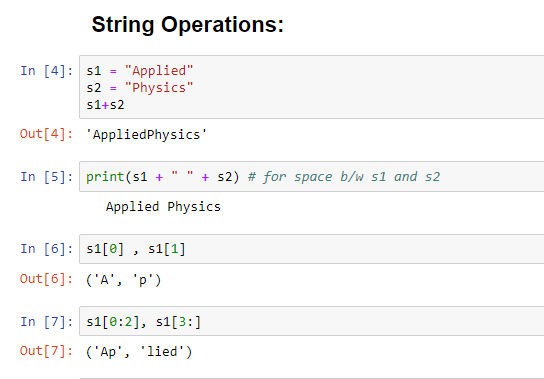 String Operations:
In [4]: s1 = "Applied"
s2 = "Physics"
s1+s2
Out[4]: 'AppliedPhysics'
In [5]: print(s1 + " " + s2) # for space b/w s1 and s2
Applied Physics
In [6]: s1[0] , s1[1]
Out[6]: ('A', 'p')
In [7]: s1[0:2], s1[3:]
Out[7]: ('Ap', 'lied')